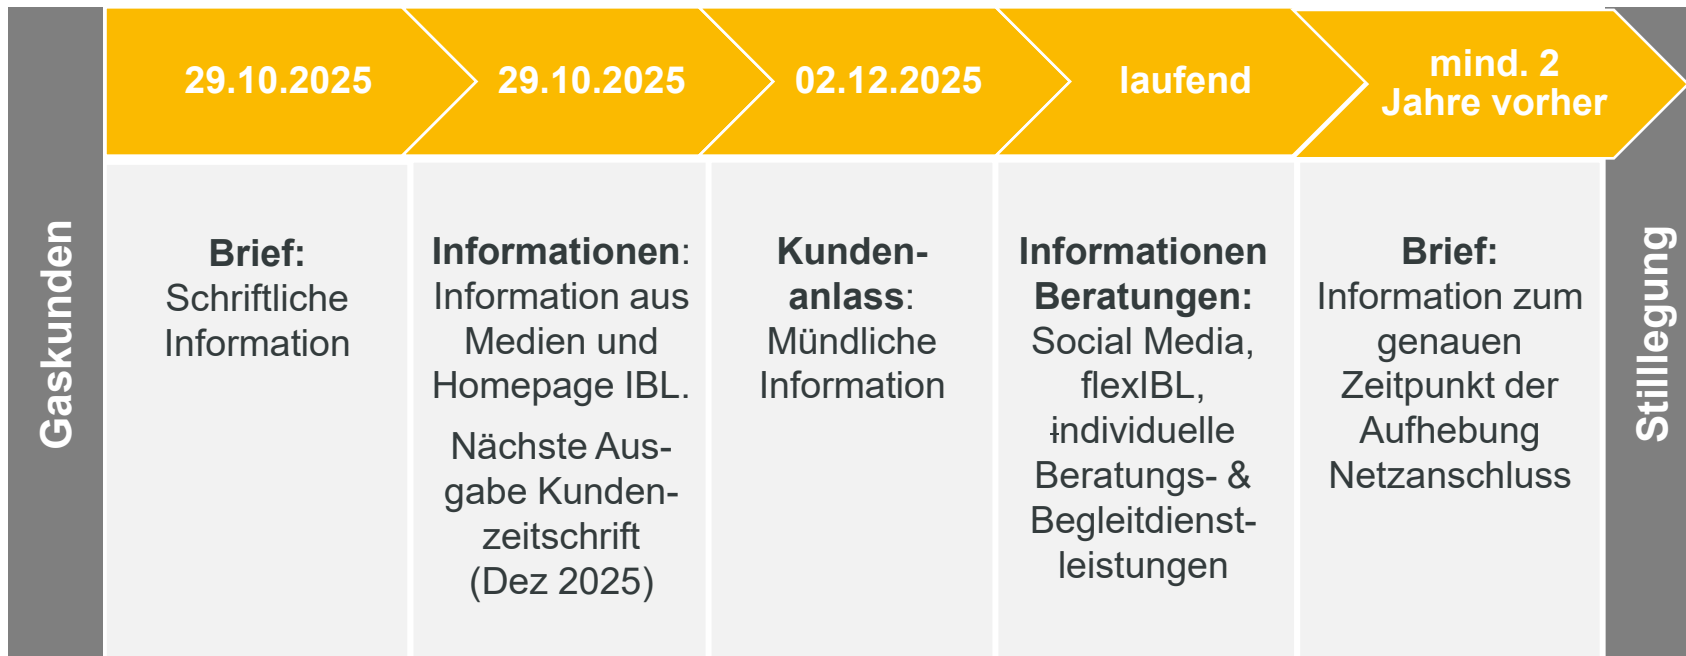 Gaskunden
29.10.2025
29.10.2025
02.12.2025
laufend
mind. 2
Jahre vorher
Brief:
Schriftliche
Information
Informationen:
Information aus
Medien und
Homepage IBL.
Nächste Aus-
gabe Kunden-
zeitschrift
(Dez 2025)
Kunden-
anlass:
Mündliche
Information
Informationen
Beratungen:
Social Media,
flexIBL,
individuelle
Beratungs- &
Begleitdienst-
leistungen
Brief:
Information zum
genauen
Zeitpunkt der
Aufhebung
Netzanschluss
Stilllegung